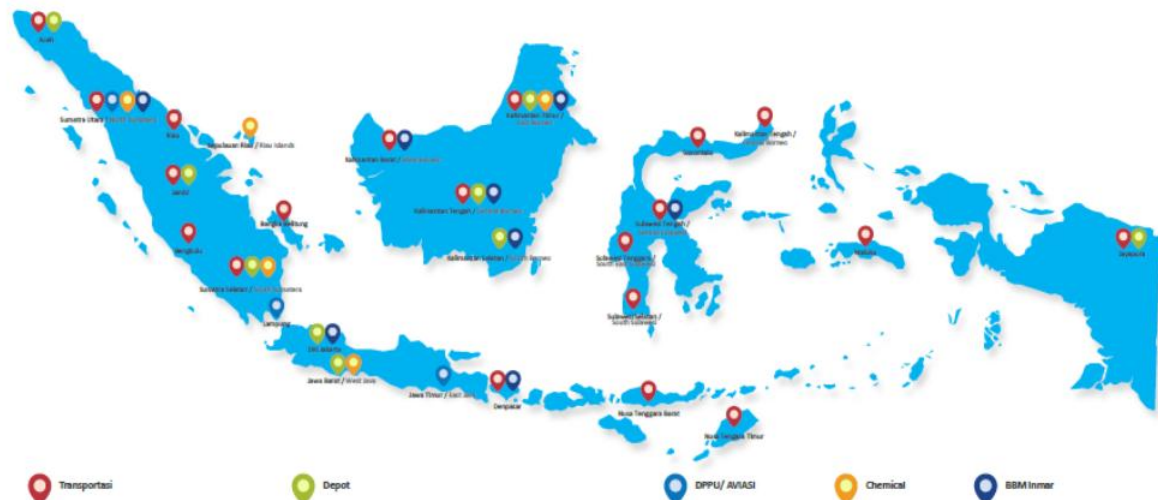 Aceh
Sumatra Utara / North Sumatera
Riau
Kepulauan Riau / Riau Islands
Jambi
Bangka Belitung
Bengkulu
Sumatra Selatan / South Sumatera
Lampung
DKI Jakarta
Jawa Barat / West Java
Jawa Timur / East Java
Denpasar
Kalimantan Timur /
East Borneo
Kalimantan Barat / West Borneo
Kalimantan Tengah / Central Borneo
Kalimantan Selatan / South Borneo
Gorontalo
Kalimantan Tengah /
Central Borneo
Sulawesi Tengah /
Central Sulawesi
Sulawesi Tenggara /
South East Sulawesi
Sulawesi Selatan /
South Sulawesi
Maluku
Jayapura
Nusa Tenggara Barat
Nusa Tenggara Timur
Transportasi
Depot
DPPU/ AVIASI
Chemical
BBM Inmar